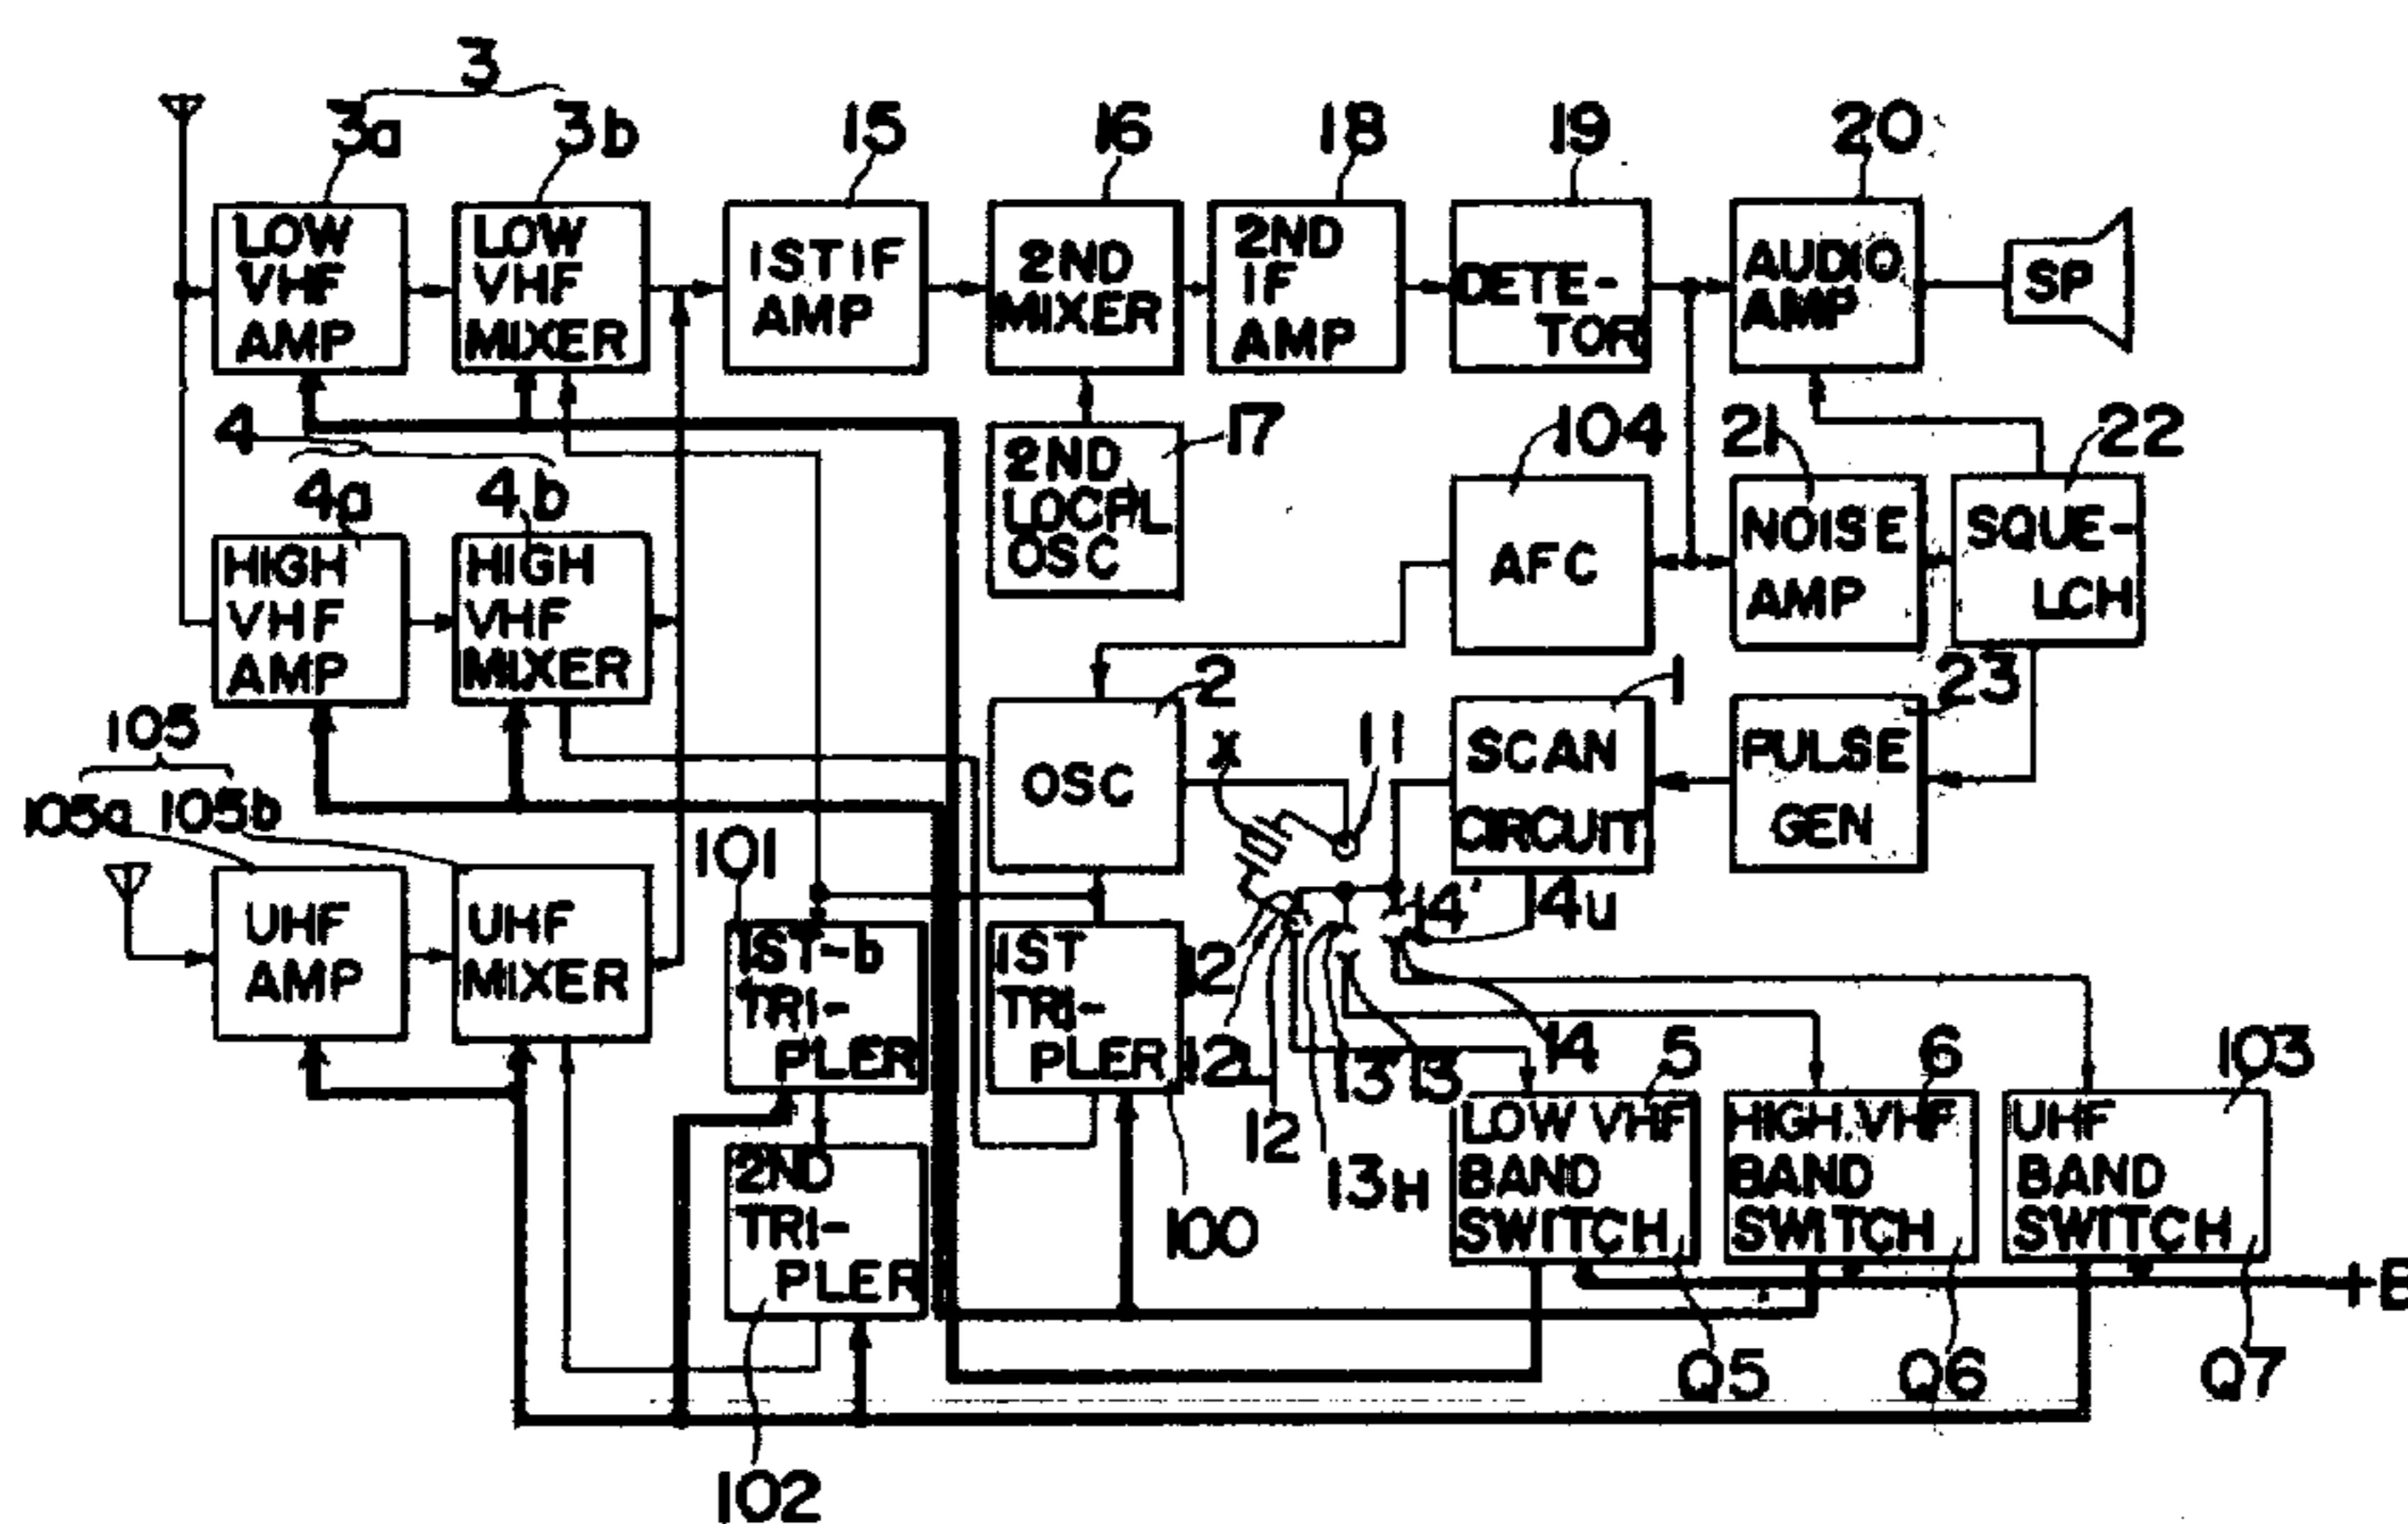 3
3a
3b
15
16
18
19
20
LOW
VHF
AMP
LOW
VHF
MIXER
1ST IF
AMP
2ND
MIXER
2ND
IF
AMP
DETE-
TOR
AUDIO
AMP
SP
4
4a
4b
17
104
21
22
2ND
LOCAL
OSC
HIGH
VHF
AMP
HIGH
VHF
MIXER
AFC
NOISE
AMP
SQUE-
LCH
105
105a
105b
2
X
11
1
23
OSC
SCAN
CIRCUIT
PULSE
GEN
101
UHF
AMP
UHF
MIXER
1ST-b
TRI-
PLER
1ST
TRI-
PLER
12
14'
14u
12
13'
13
14
5
6
103
12
13H
100
2ND
TRI-
PLER
LOW VHF
BAND
SWITCH
HIGH.VHF
BAND
SWITCH
UHF
BAND
SWITCH
+B
Q5
Q6
Q7
102